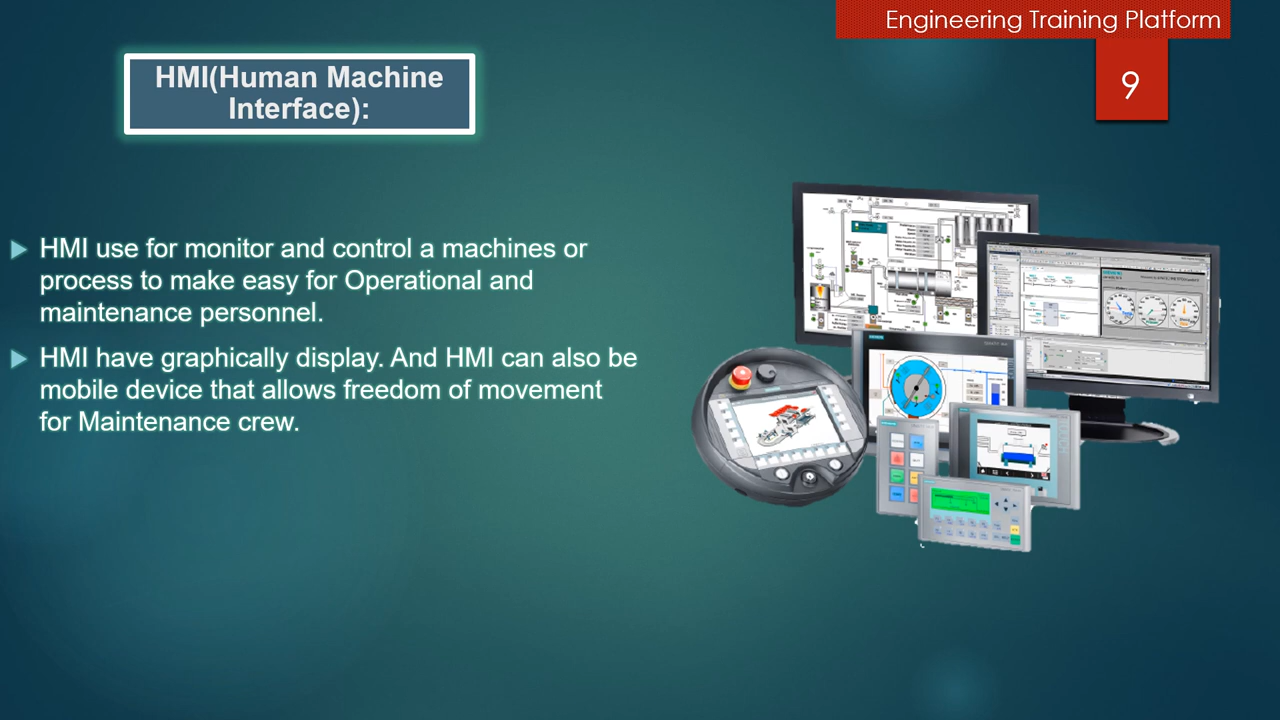 Engineering Training Platform
9
HMI(Human Machine
Interface):
HMI use for monitor and control a machines or
process to make easy for Operational and
maintenance personnel.
HMI have graphically display. And HMI can also be
mobile device that allows freedom of movement
for Maintenance crew.